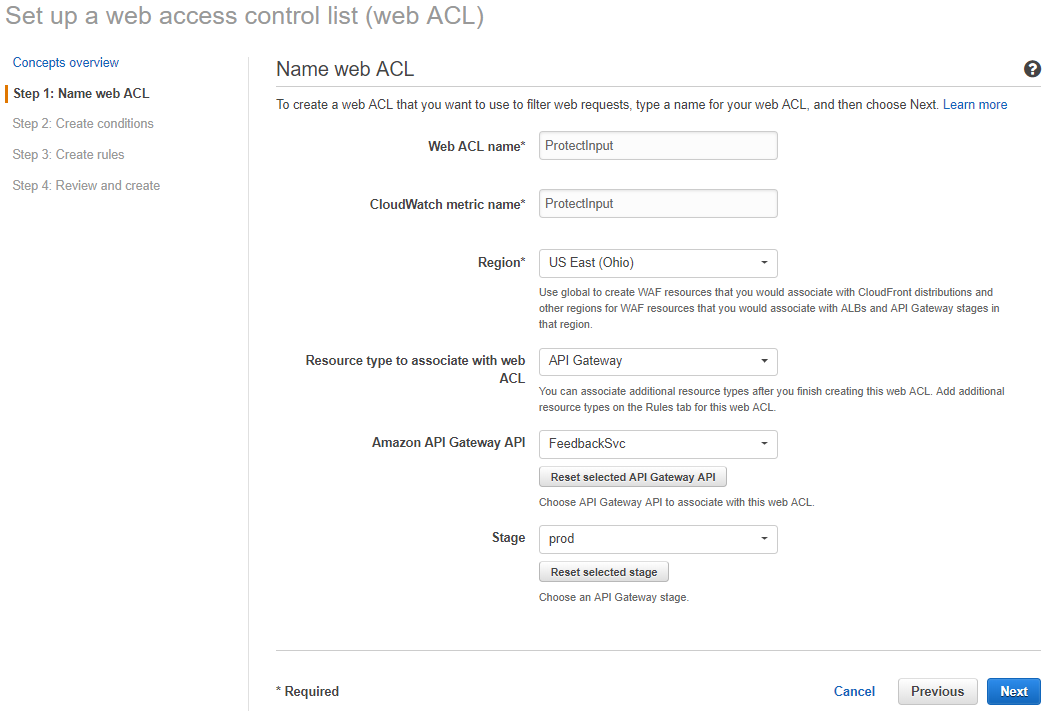 Set up a web access control list (web ACL)
Concepts overview
Step 1: Name web ACL
Step 2: Create conditions
Step 3: Create rules
Step 4: Review and create
Name web ACL
?
To create a web ACL that you want to use to filter web requests, type a name for your web ACL, and then choose Next. Learn more
Web ACL name* ProtectInput
CloudWatch metric name* ProtectInput
Region* US East (Ohio)
Use global to create WAF resources that you would associate with CloudFront distributions and
other regions for WAF resources that you would associate with ALBs and API Gateway stages in
that region.
Resource type to associate with web
ACL
API Gateway
You can associate additional resource types after you finish creating this web ACL. Add additional
resource types on the Rules tab for this web ACL.
Amazon API Gateway API FeedbackSvc
Reset selected API Gateway API
Choose API Gateway API to associate with this web ACL.
Stage prod
Reset selected stage
Choose an API Gateway stage.
* Required
Cancel Previous Next